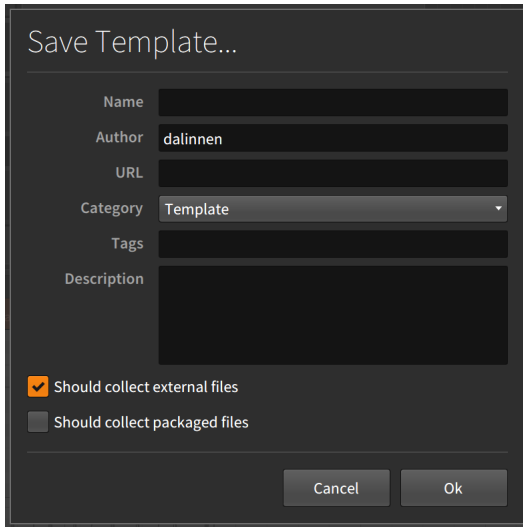 Save Template...
Name
Author dalinnen
URL
Category Template
Tags
Description
Should collect external files
Should collect packaged files
Cancel Ok